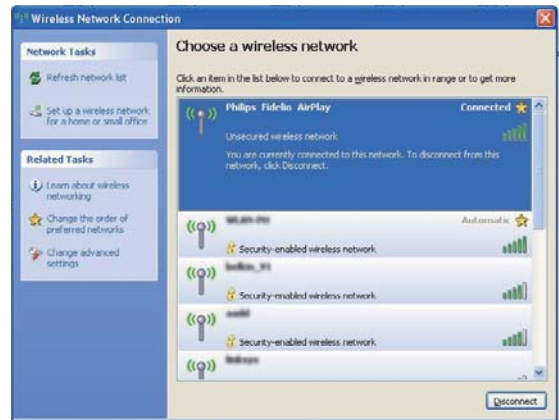 Wireless Network Connection
Network Tasks
Refresh network list
Set up a wireless network
for a home or small office
Related Tasks
Learn about wireless
networking
Change the order of
preferred networks
Change advanced
settings
Choose a wireless network
Click an item in the list below to connect to a wireless network in range or to get more
information.
Philips Fidelio AirPlay Connected
Unsecured wireless network
You are currently connected to this network. To disconnect from this
network, click Disconnect.
Automatic
Security-enabled wireless network
Security-enabled wireless network
Security-enabled wireless network
Disconnect